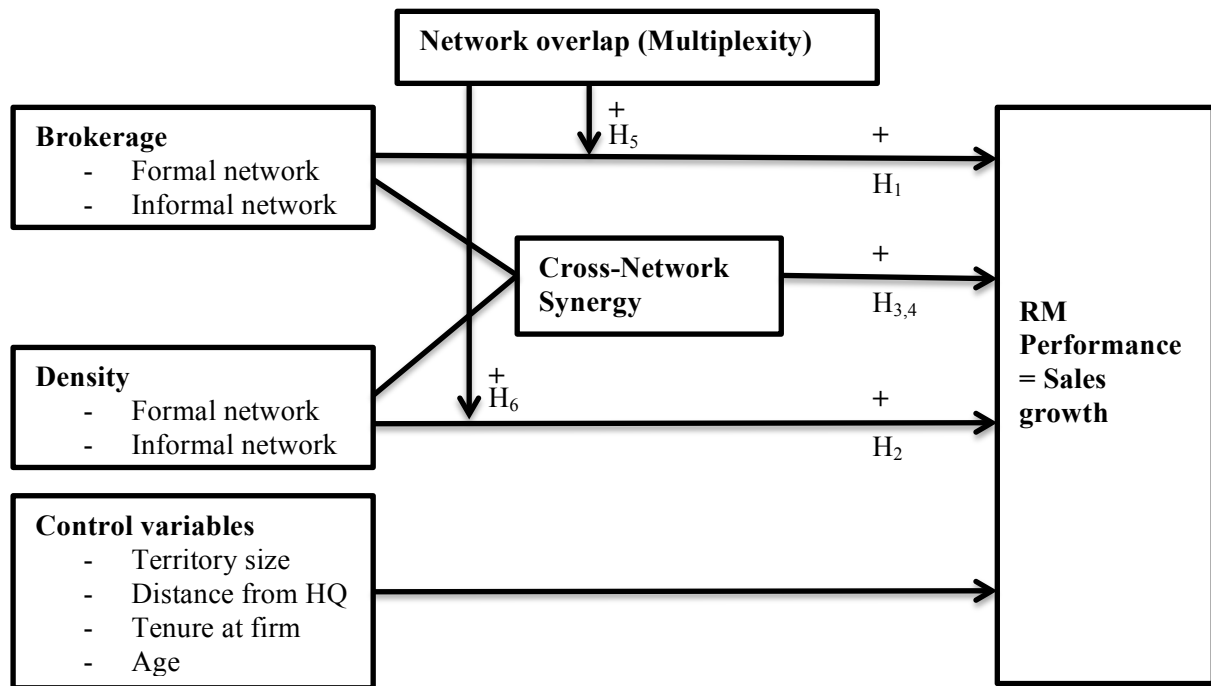 Network overlap (Multiplexity)
+
H5
Brokerage
- Formal network
- Informal network
+
H1
Cross-Network
Synergy
+
H3,4
RM
Performance
= Sales
growth
Density
- Formal network
- Informal network
+
H6
+
H2
Control variables
- Territory size
- Distance from HQ
- Tenure at firm
- Age